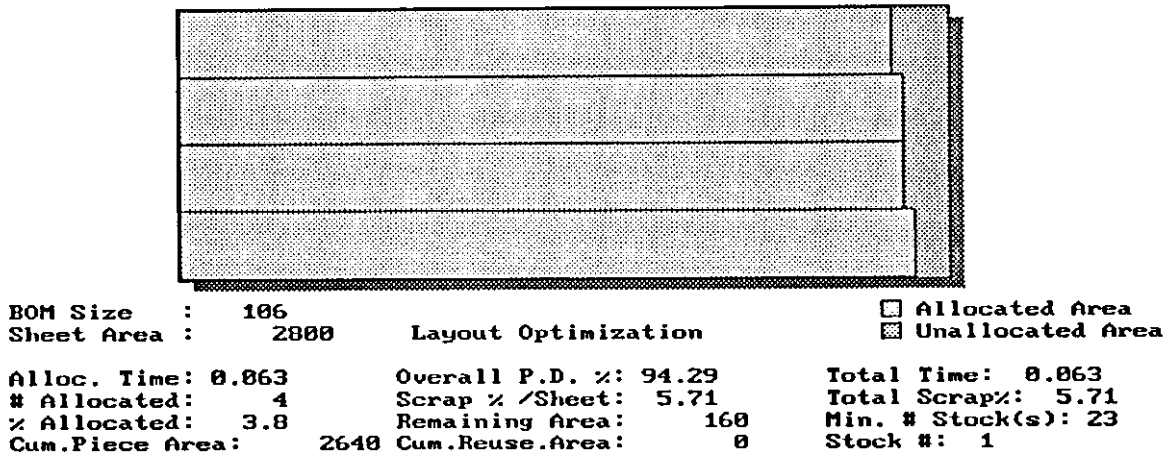 BOM Size : 106
□ Allocated Area
Sheet Area : 2800 Layout Optimization
▒ Unallocated Area
Alloc. Time: 0.063 Overall P.D. %: 94.29 Total Time: 0.063
# Allocated: 4 Scrap % /Sheet: 5.71 Total Scrap%: 5.71
% Allocated: 3.8 Remaining Area: 160 Min. # Stock(s): 23
Cum.Piece Area: 2640 Cum.Reuse.Area: 0 Stock #: 1